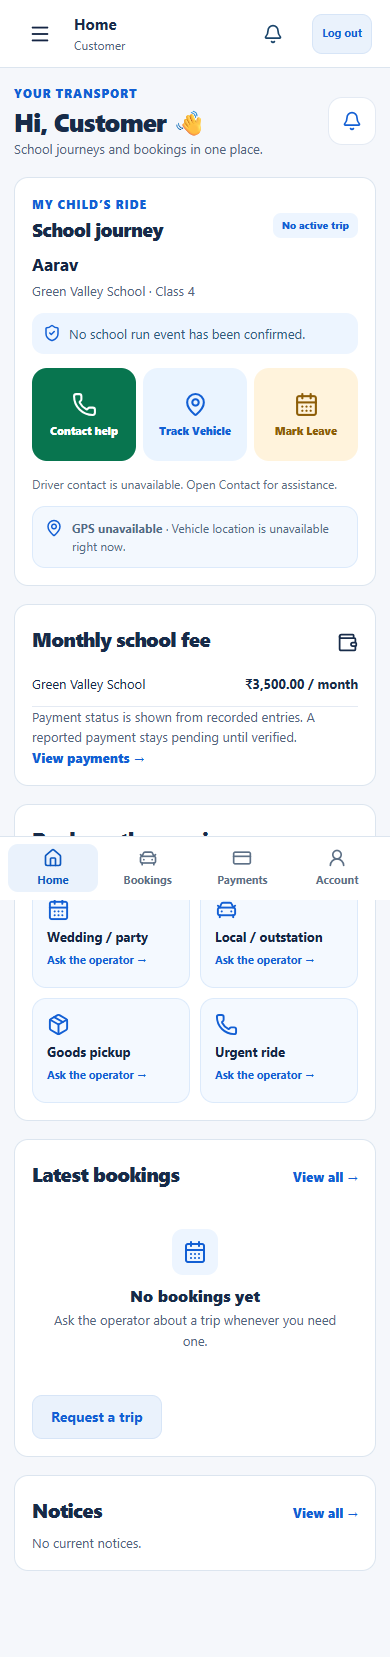 Home
Customer
Log out
YOUR TRANSPORT
Hi, Customer 👋
School journeys and bookings in one place.
MY CHILD’S RIDE
School journey
No active trip
Aarav
Green Valley School · Class 4
No school run event has been confirmed.
Contact help
Track Vehicle
Mark Leave
Driver contact is unavailable. Open Contact for assistance.
GPS unavailable · Vehicle location is unavailable
right now.
Monthly school fee
Green Valley School
₹3,500.00 / month
Payment status is shown from recorded entries. A
reported payment stays pending until verified.
View payments →
Home
Bookings
Payments
Account
Wedding / party
Ask the operator →
Local / outstation
Ask the operator →
Goods pickup
Ask the operator →
Urgent ride
Ask the operator →
Latest bookings
View all →
No bookings yet
Ask the operator about a trip whenever you need
one.
Request a trip
Notices
View all →
No current notices.